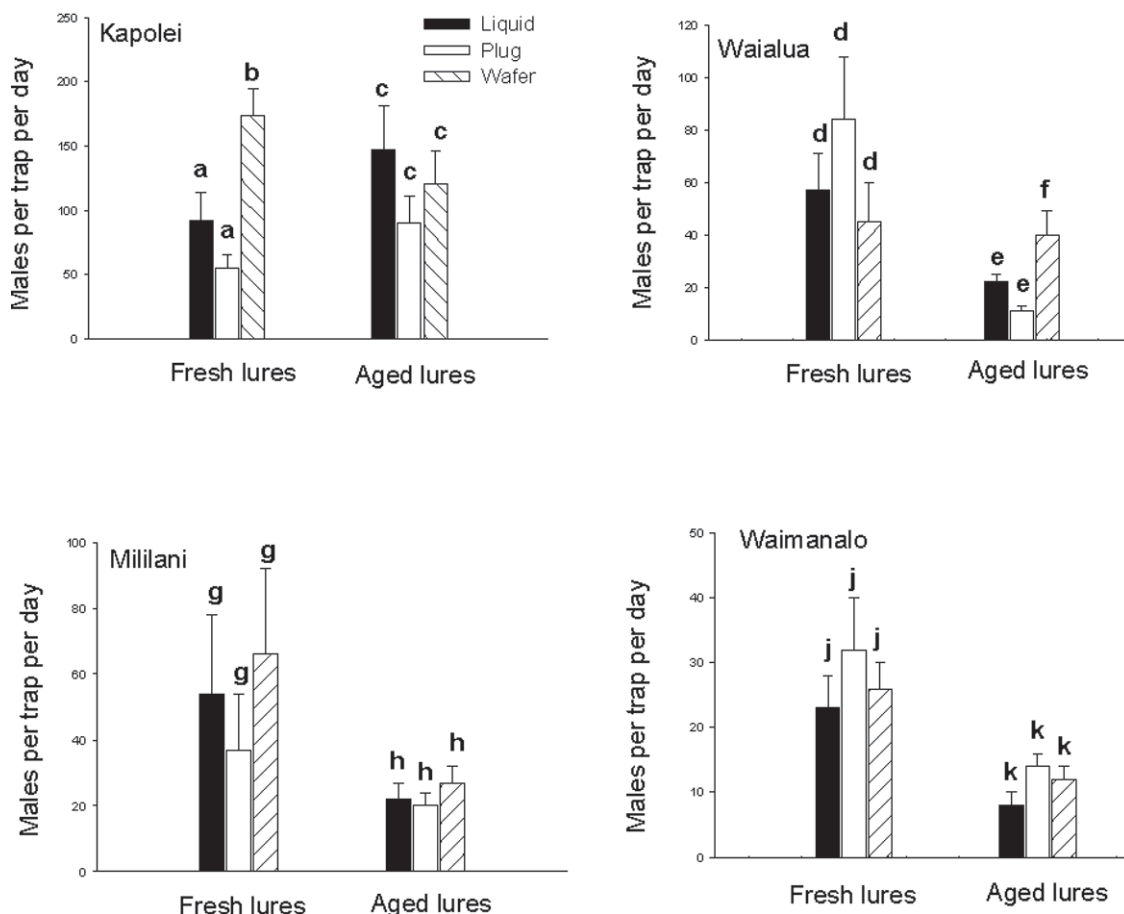 Kapolei
Liquid
Plug
Wafer
Males per trap per day
250
200
150
100
50
0
a
a
b
c
c
c
Fresh lures
Aged lures
Waialua
Males per trap per day
120
100
80
60
40
20
0
d
d
d
e
e
f
Fresh lures
Aged lures
Mililani
Males per trap per day
100
80
60
40
20
0
g
g
g
h
h
h
Fresh lures
Aged lures
Waimanalo
Males per trap per day
50
40
30
20
10
0
j
j
j
k
k
k
Fresh lures
Aged lures